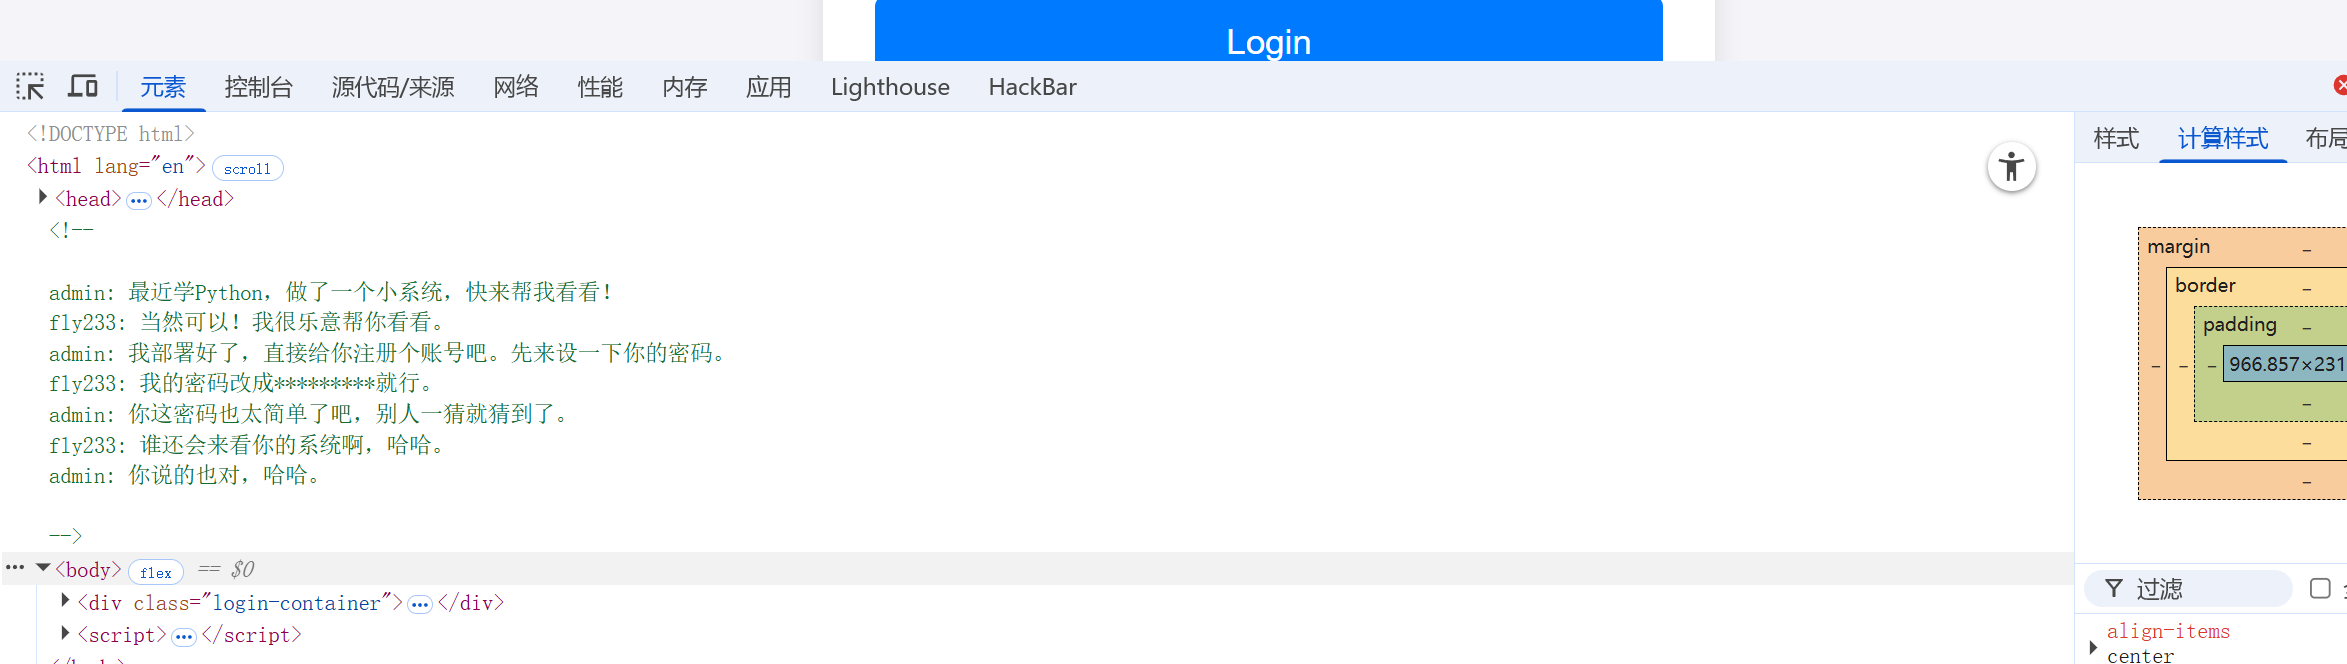 Login
元素 控制台 源代码/来源 网络 性能 内存 应用 Lighthouse HackBar
<!DOCTYPE html>
<html lang="en"> scroll
<head> ··· </head>
<!--
admin: 最近学Python，做了一个小系统，快来帮我看看！
fly233: 当然可以！我很乐意帮你看看。
admin: 我部署好了，直接给你注册个账号吧。先来设一下你的密码。
fly233: 我的密码改成*********就行。
admin: 你这密码也太简单了吧，别人一猜就猜到了。
fly233: 谁还会来看你的系统啊，哈哈。
admin: 你说的也对，哈哈。
-->
··· <body> flex == $0
<div class="login-container"> ··· </div>
<script> ··· </script>
样式 计算样式 布局
margin –
border –
padding –
– – – 966.857×231
–
–
–
过滤
align-items
center